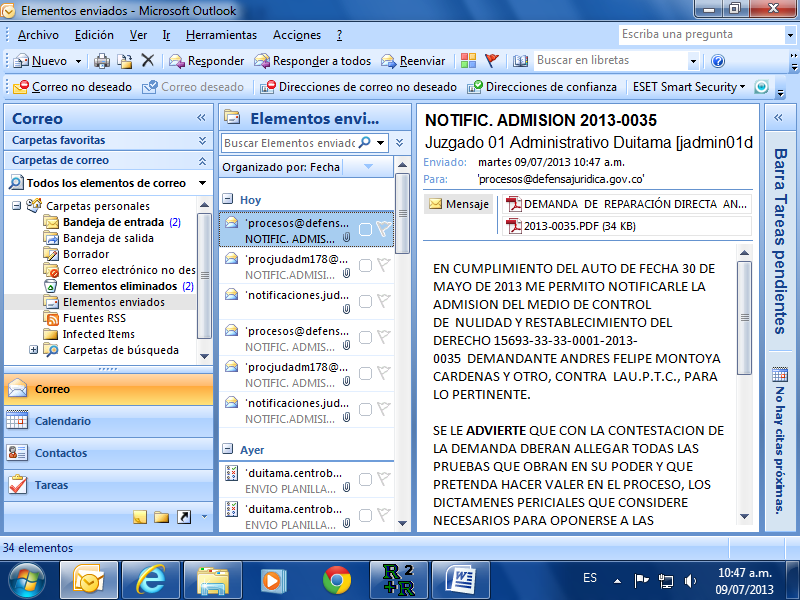 Elementos enviados - Microsoft Outlook
Archivo Edición Ver Ir Herramientas Acciones ? Escriba una pregunta
Nuevo Responder Responder a todos Reenviar Buscar en libretas
Correo no deseado Correo deseado Direcciones de correo no deseado Direcciones de confianza ESET Smart Security
Correo
Carpetas favoritas
Carpetas de correo
Todos los elementos de correo
Carpetas personales
Bandeja de entrada (2)
Bandeja de salida
Borrador
Correo electrónico no des
Elementos eliminados (2)
Elementos enviados
Fuentes RSS
Infected Items
Carpetas de búsqueda
Correo
Calendario
Contactos
Tareas
Elementos envi...
Buscar Elementos enviados
Organizado por: Fecha
Hoy
'procesos@defens...
NOTIFIC. ADMIS...
'procjudadm178@...
NOTIFIC.ADMISI...
'notificaciones.jud...
'procesos@defens...
NOTIFIC. ADMIS...
'procjudadm178@...
NOTIFIC.ADMISI...
'notificaciones.jud...
NOTIFIC.ADMISI...
Ayer
'duitama.centrob...
ENVIO PLANILLA...
'duitama.centrob...
ENVIO PLANILLA...
NOTIFIC. ADMISION 2013-0035
Juzgado 01 Administrativo Duitama [jadmin01d
Enviado: martes 09/07/2013 10:47 a.m.
Para: 'procesos@defensajuridica.gov.co'
Mensaje DEMANDA DE REPARACIÓN DIRECTA AN...
2013-0035.PDF (34 KB)
EN CUMPLIMIENTO DEL AUTO DE FECHA 30 DE
MAYO DE 2013 ME PERMITO NOTIFICARLE LA
ADMISION DEL MEDIO DE CONTROL
DE NULIDAD Y RESTABLECIMIENTO DEL
DERECHO 15693-33-33-0001-2013-
0035 DEMANDANTE ANDRES FELIPE MONTOYA
CARDENAS Y OTRO, CONTRA LAU.P.T.C., PARA
LO PERTINENTE.
SE LE ADVIERTE QUE CON LA CONTESTACION DE
LA DEMANDA DBERAN ALLEGAR TODAS LAS
PRUEBAS QUE OBRAN EN SU PODER Y QUE
PRETENDA HACER VALER EN EL PROCESO, LOS
DICTAMENES PERICIALES QUE CONSIDERE
NECESARIOS PARA OPONERSE A LAS
Barra Tareas pendientes
No hay citas próximas.
34 elementos
R2+R
ES
10:47 a.m.
09/07/2013